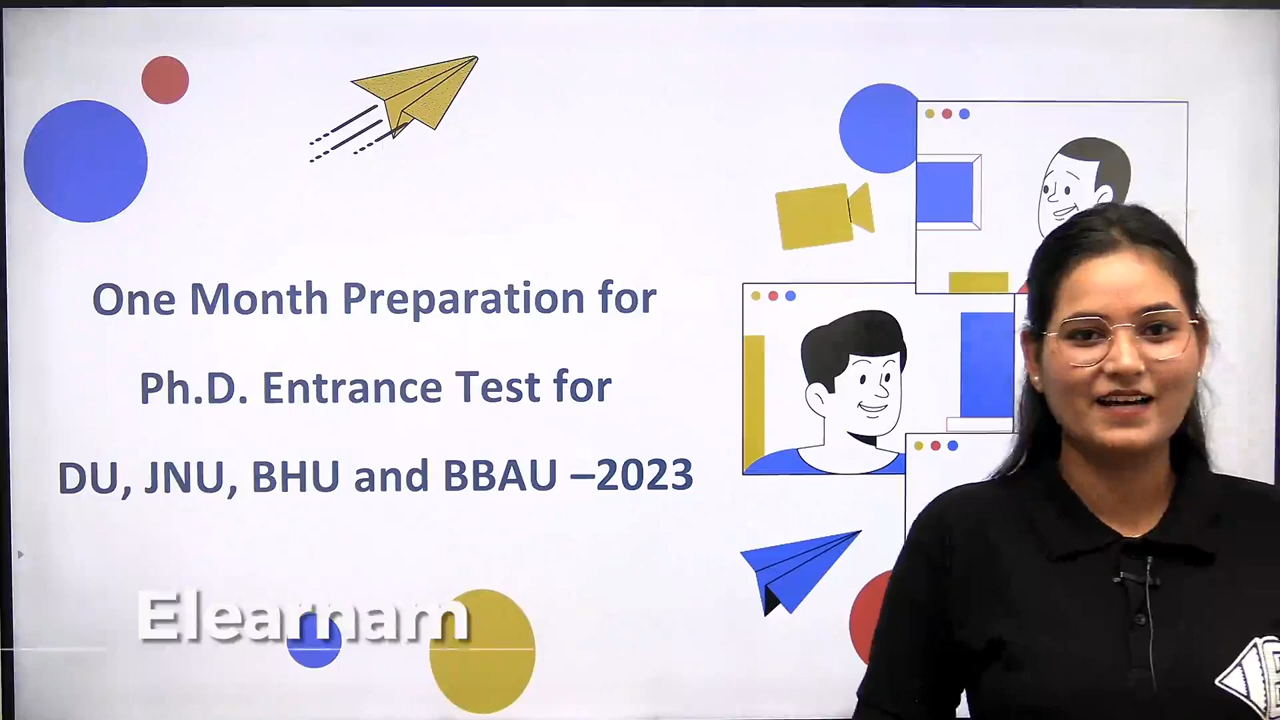 One Month Preparation for
Ph.D. Entrance Test for
DU, JNU, BHU and BBAU –2023
Elearnam